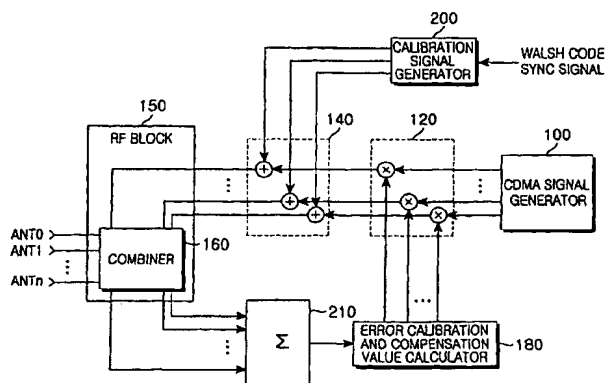 200
CALIBRATION
SIGNAL
GENERATOR
WALSH CODE
SYNC SIGNAL
150
RF BLOCK
140
120
100
CDMA SIGNAL
GENERATOR
ANT0
ANT1
ANTn
COMBINER
160
210
Σ
ERROR CALIBRATION
AND COMPENSATION
VALUE CALCULATOR
180